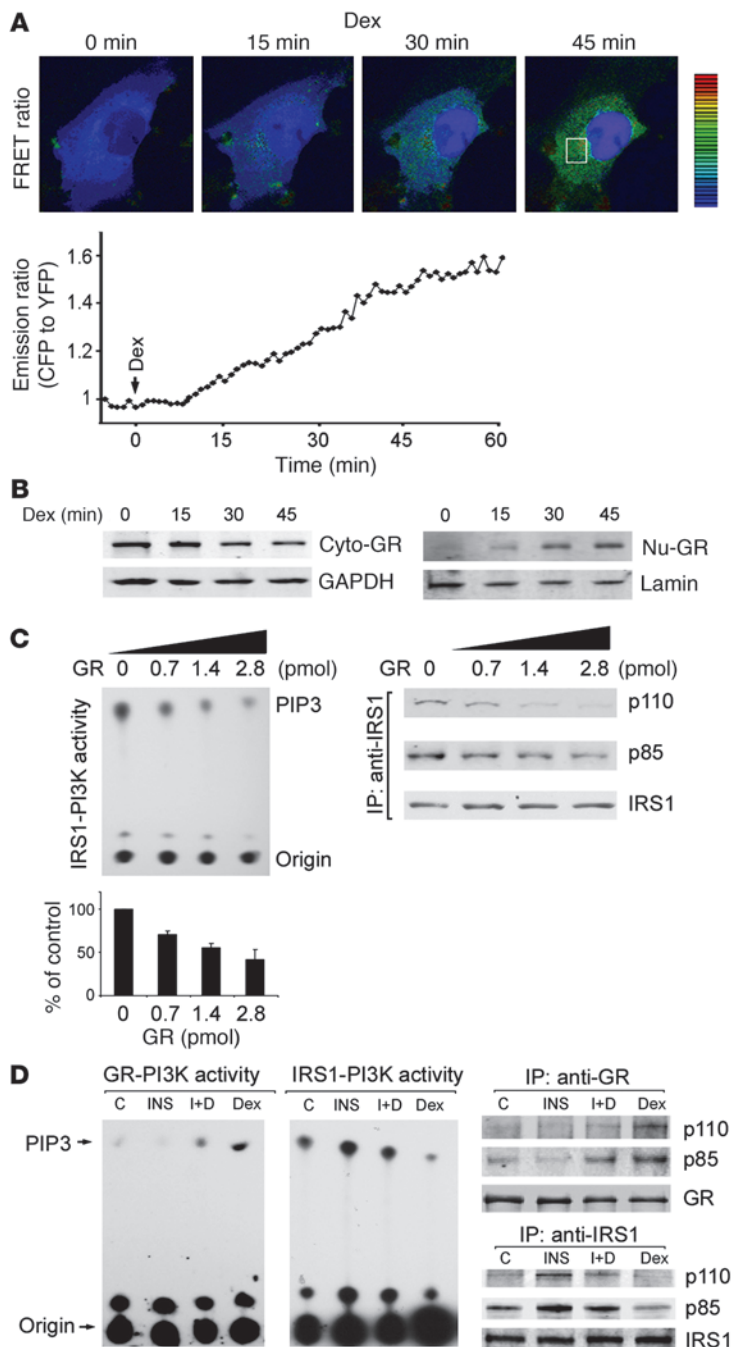 A
Dex
0 min 15 min 30 min 45 min
FRET ratio
Emission ratio
(CFP to YFP)
1.6
1.4
1.2
1
Dex
0 15 30 45 60
Time (min)
B
Dex (min) 0 15 30 45
Cyto-GR
GAPDH
0 15 30 45
Nu-GR
Lamin
C
GR 0 0.7 1.4 2.8 (pmol)
IRS1-PI3K activity
PIP3
Origin
% of control
100
50
0
0 0.7 1.4 2.8
GR (pmol)
GR 0 0.7 1.4 2.8 (pmol)
IP: anti-IRS1
p110
p85
IRS1
D
GR-PI3K activity
C INS I+D Dex
PIP3
Origin
IRS1-PI3K activity
C INS I+D Dex
IP: anti-GR
C INS I+D Dex
p110
p85
GR
IP: anti-IRS1
C INS I+D Dex
p110
p85
IRS1